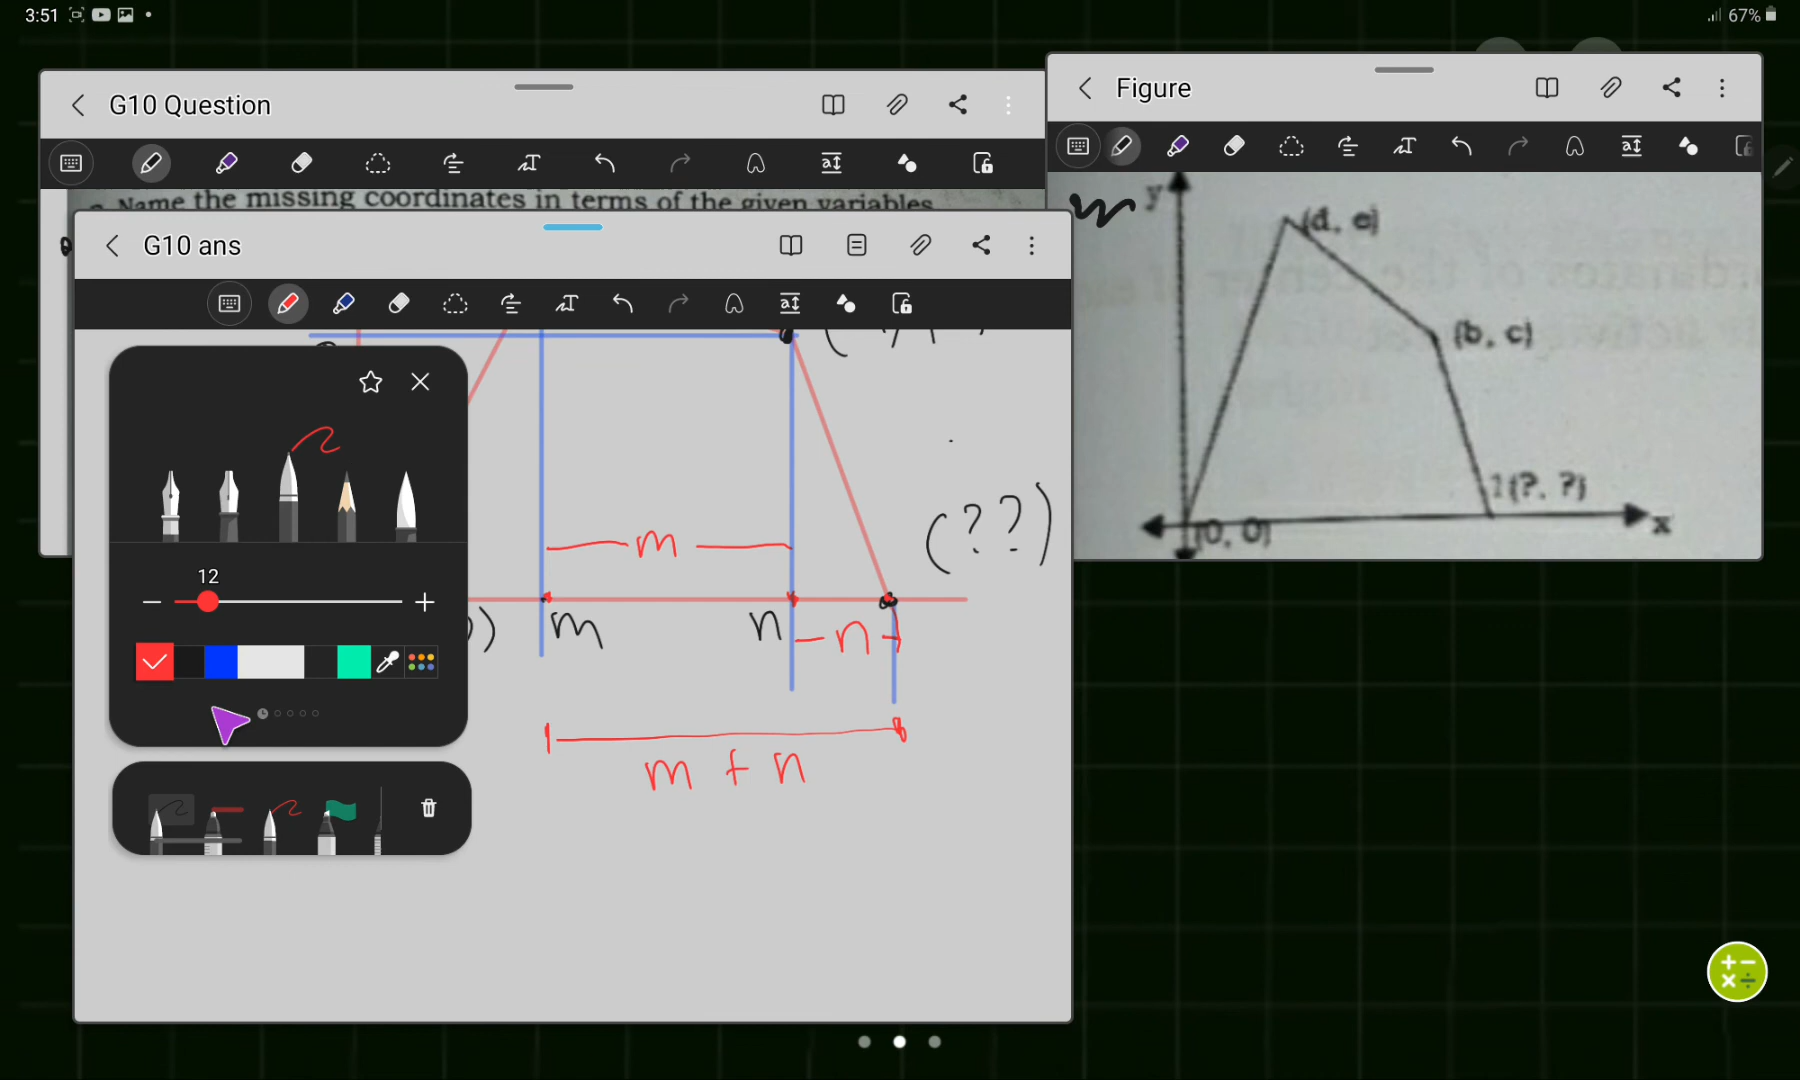 3:51
67%
G10 Question
Figure
Name the missing coordinates in terms of the given variables
y
(d, e)
(b, c)
(?, ?)
(0, 0)
x
G10 ans
12
m
(??)
m
n
n
m + n